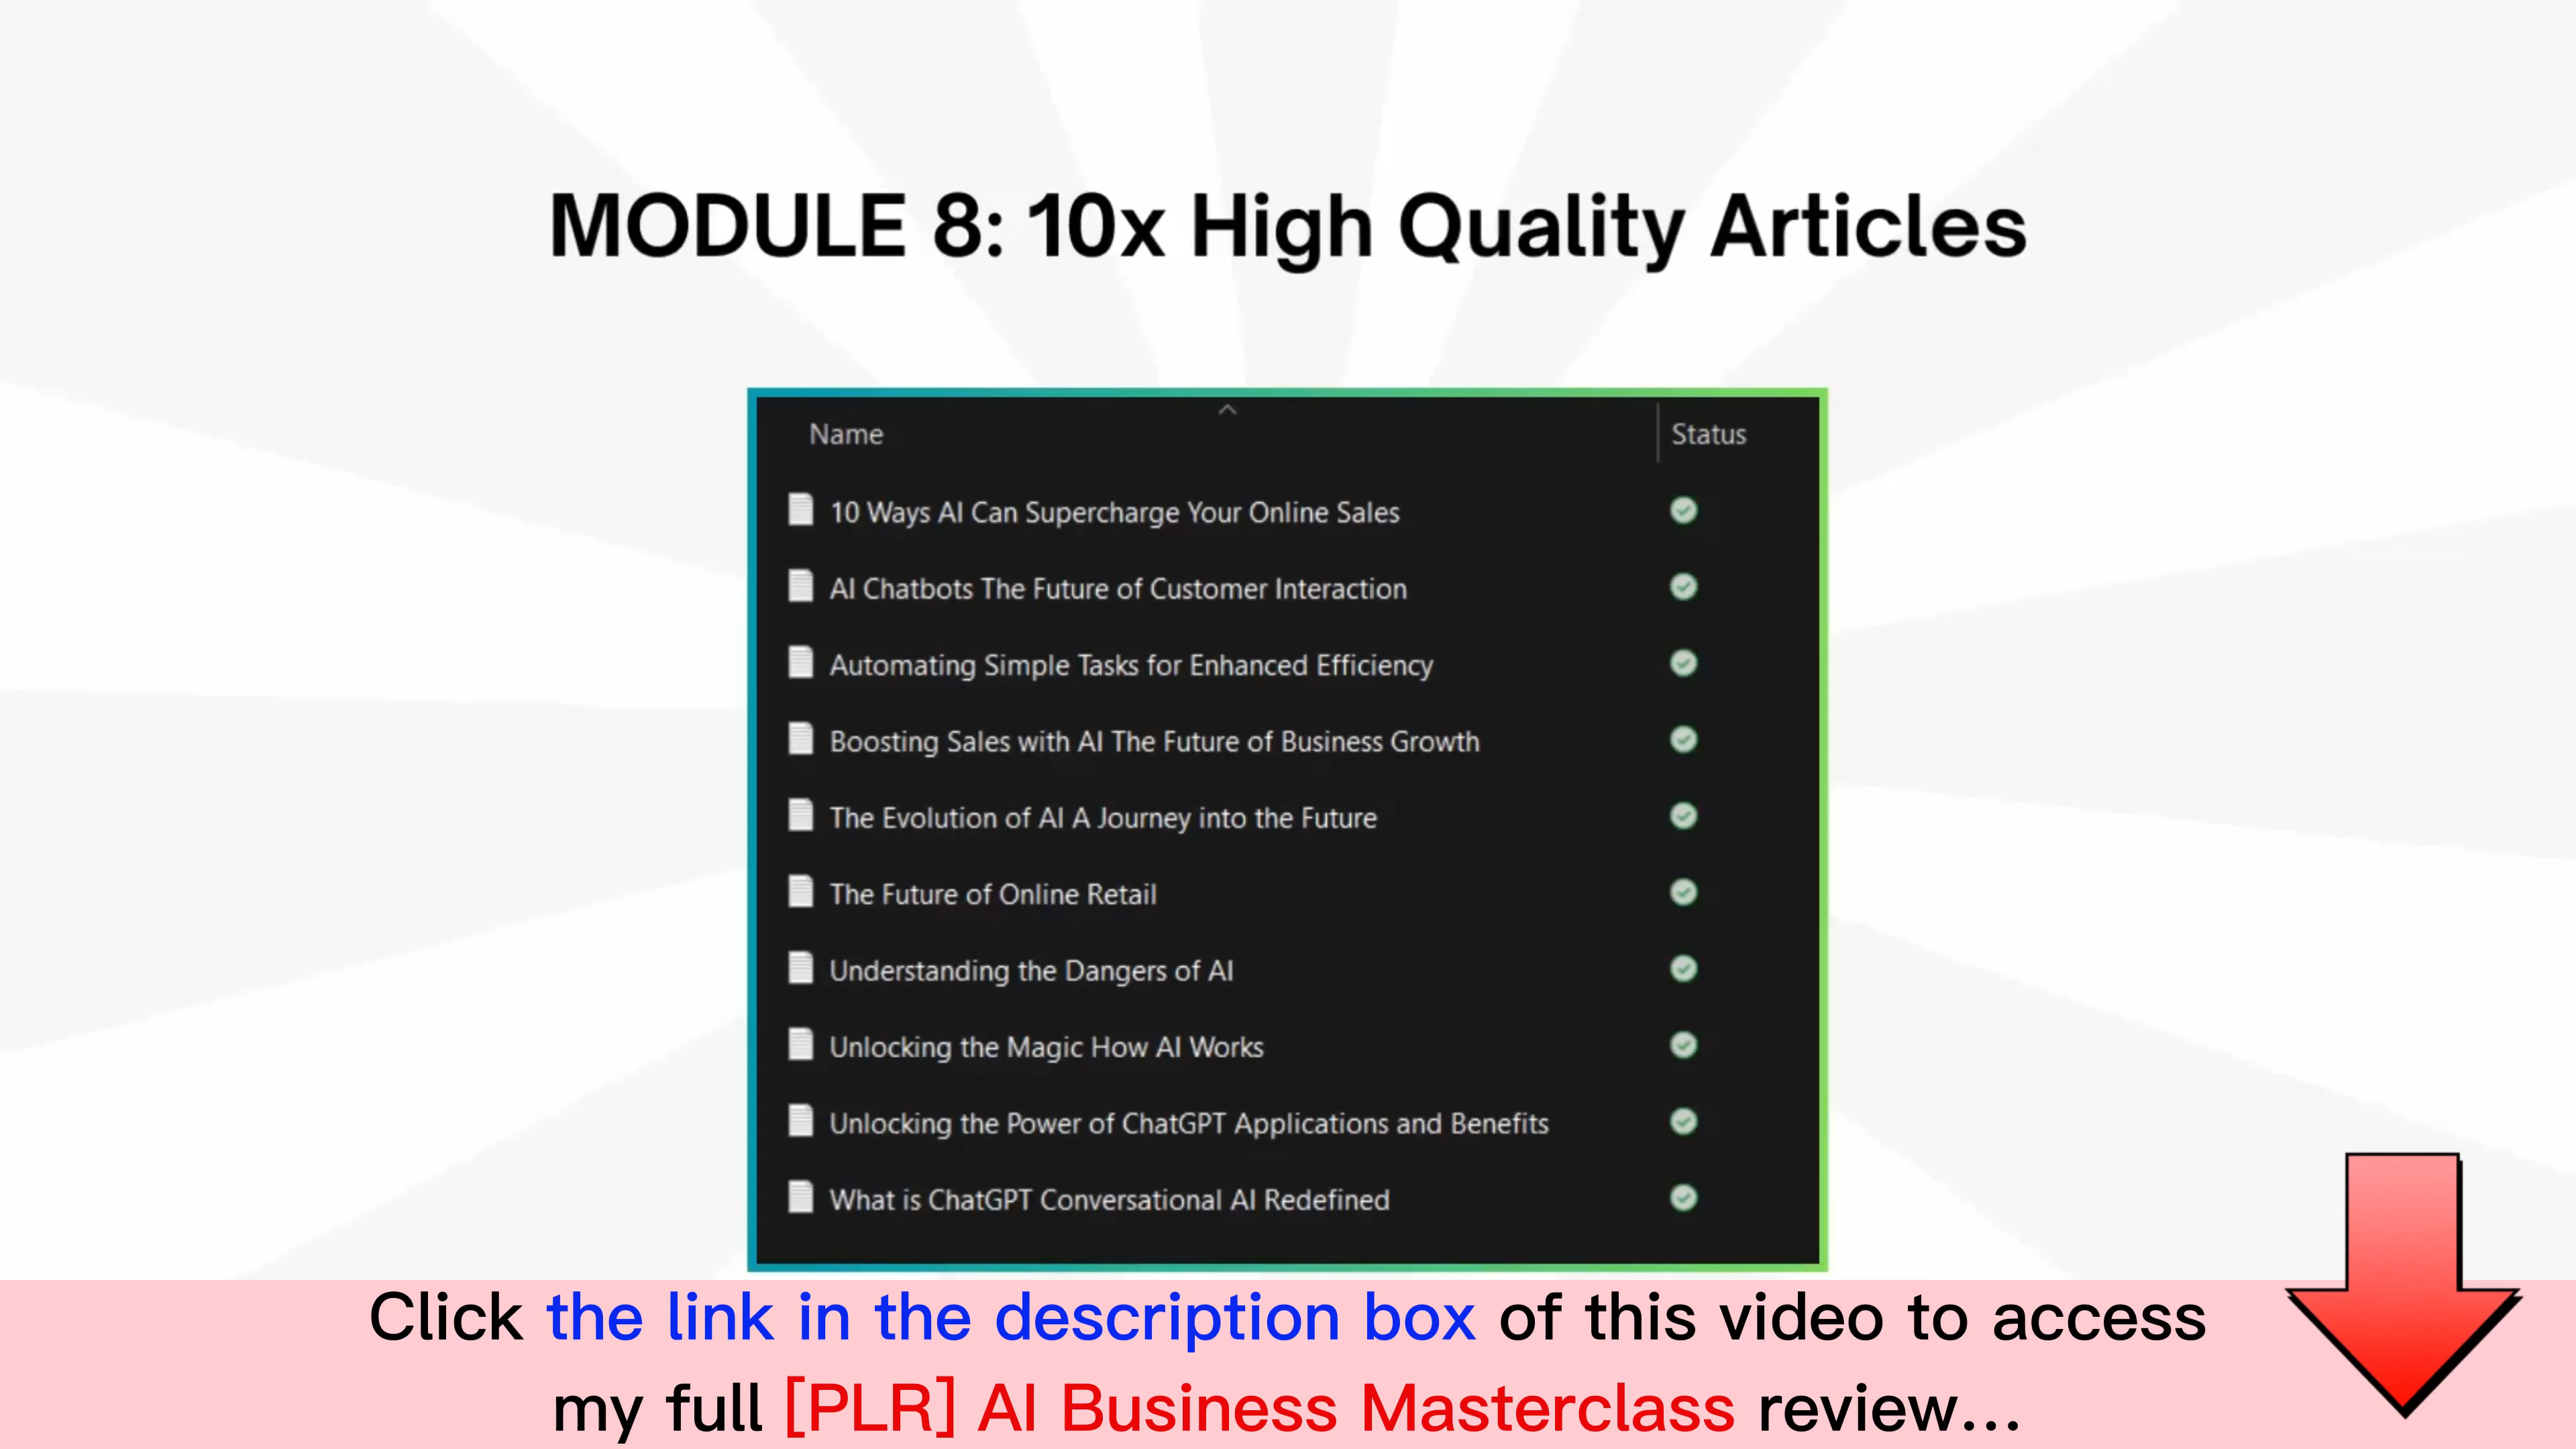 MODULE 8: 10x High Quality Articles
Name Status
10 Ways AI Can Supercharge Your Online Sales
AI Chatbots The Future of Customer Interaction
Automating Simple Tasks for Enhanced Efficiency
Boosting Sales with AI The Future of Business Growth
The Evolution of AI A Journey into the Future
The Future of Online Retail
Understanding the Dangers of AI
Unlocking the Magic How AI Works
Unlocking the Power of ChatGPT Applications and Benefits
What is ChatGPT Conversational AI Redefined
Click the link in the description box of this video to access
my full [PLR] AI Business Masterclass review...